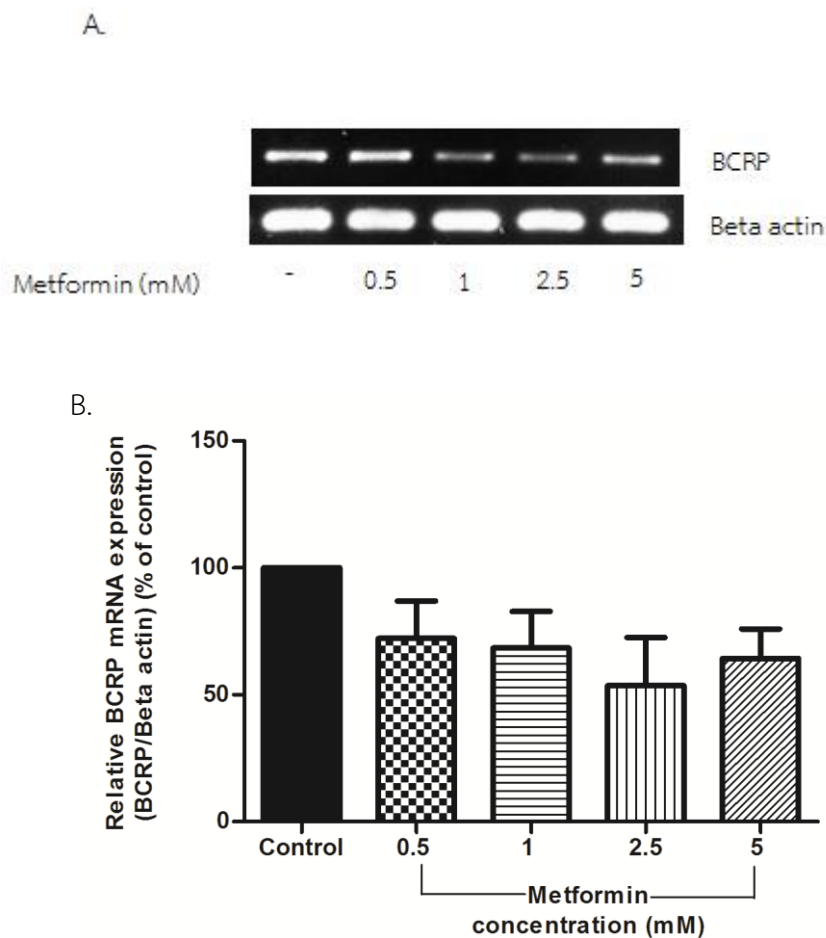 A.
BCRP
Beta actin
Metformin (mM) - 0.5 1 2.5 5
B.
Relative BCRP mRNA expression
(BCRP/Beta actin) (% of control)
150
100
50
0
Control 0.5 1 2.5 5
Metformin
concentration (mM)